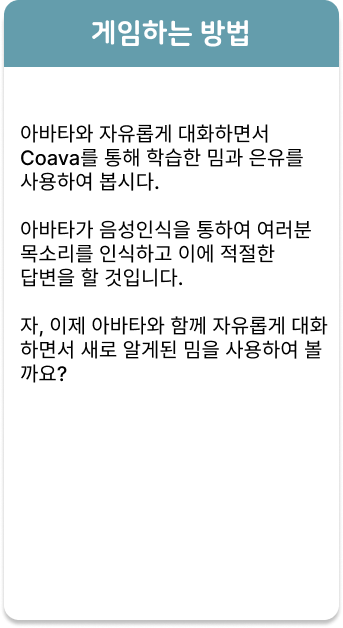 게임하는 방법
아바타와 자유롭게 대화하면서
Coava를 통해 학습한 밈과 은유를
사용하여 봅시다.
아바타가 음성인식을 통하여 여러분
목소리를 인식하고 이에 적절한
답변을 할 것입니다.
자, 이제 아바타와 함께 자유롭게 대화
하면서 새로 알게된 밈을 사용하여 볼
까요?